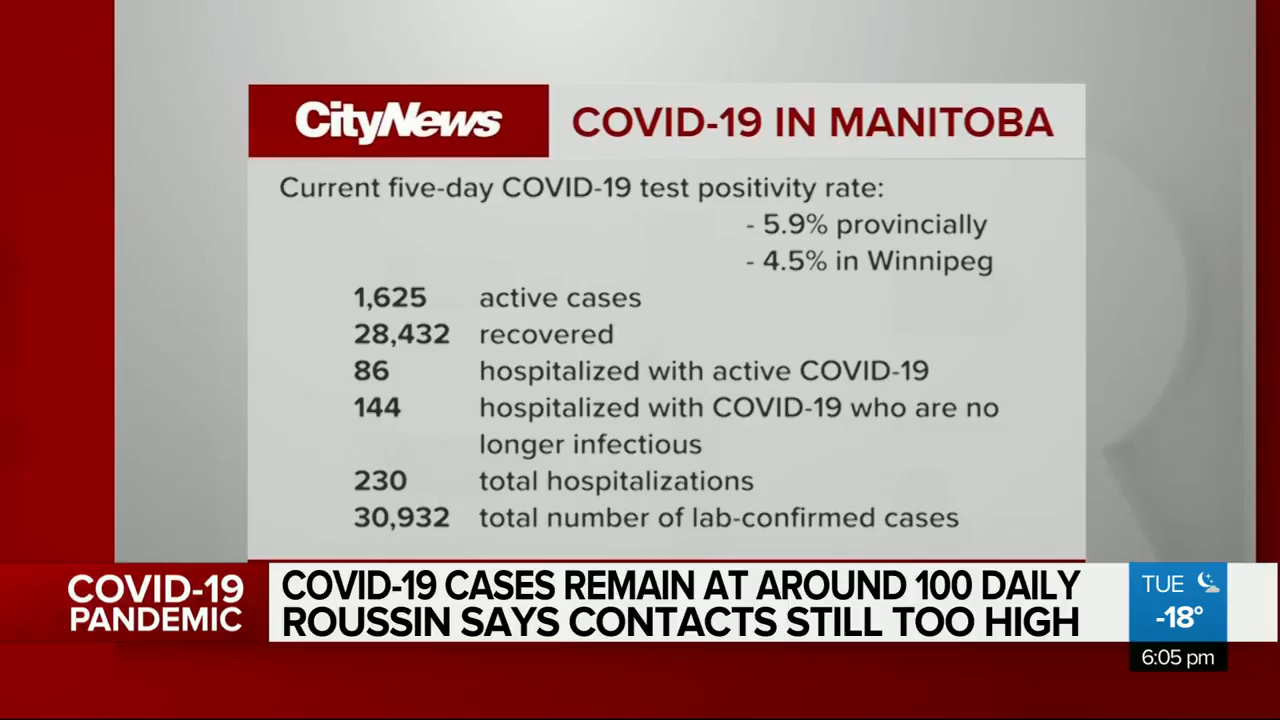 CityNews COVID-19 IN MANITOBA
Current five-day COVID-19 test positivity rate:
- 5.9% provincially
- 4.5% in Winnipeg
1,625 active cases
28,432 recovered
86 hospitalized with active COVID-19
144 hospitalized with COVID-19 who are no
longer infectious
230 total hospitalizations
30,932 total number of lab-confirmed cases
COVID-19
PANDEMIC
COVID-19 CASES REMAIN AT AROUND 100 DAILY
ROUSSIN SAYS CONTACTS STILL TOO HIGH
TUE
-18°
6:05 pm